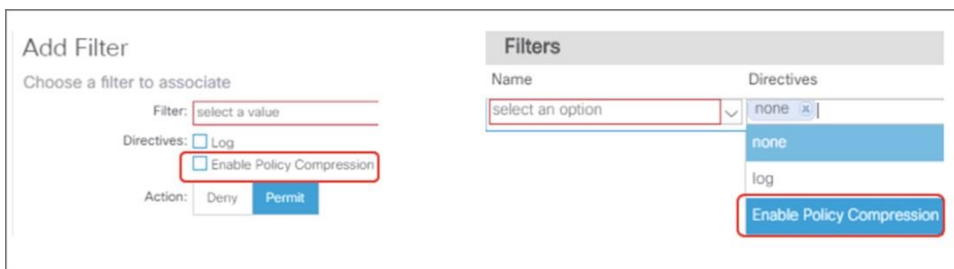 Add Filter
Choose a filter to associate
Filter: select a value
Directives: Log
Enable Policy Compression
Action: Deny Permit
Filters
Name Directives
select an option none x
none
log
Enable Policy Compression